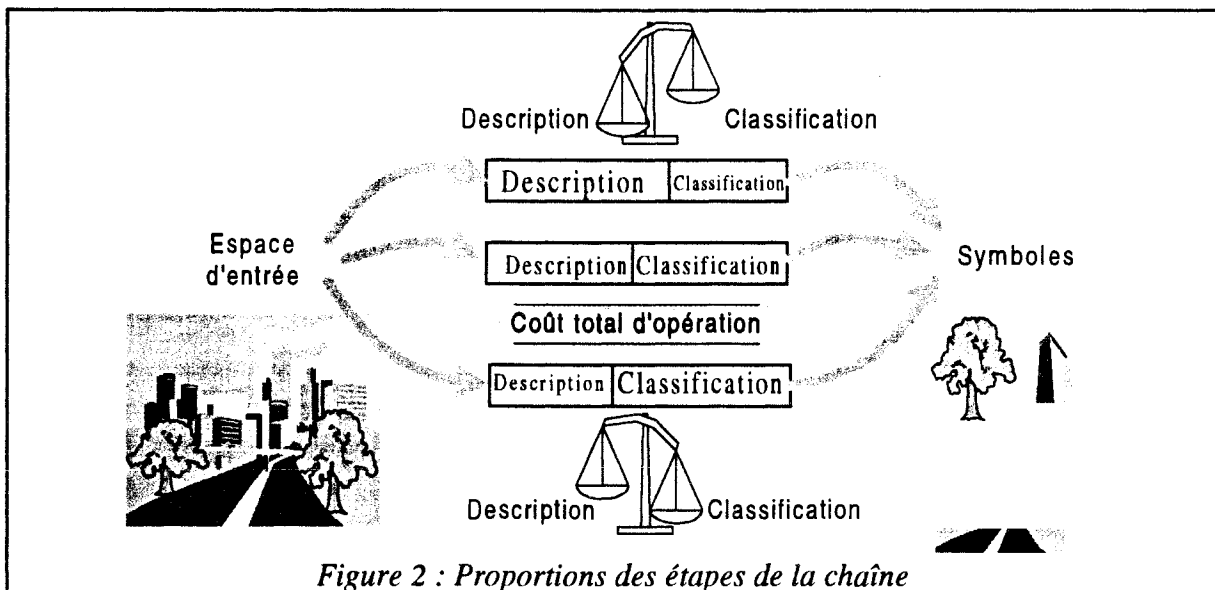 Description Classification
Description Classification
Espace
d'entrée
Description Classification
Symboles
Coût total d'opération
Description Classification
Description Classification
Figure 2 : Proportions des étapes de la chaîne